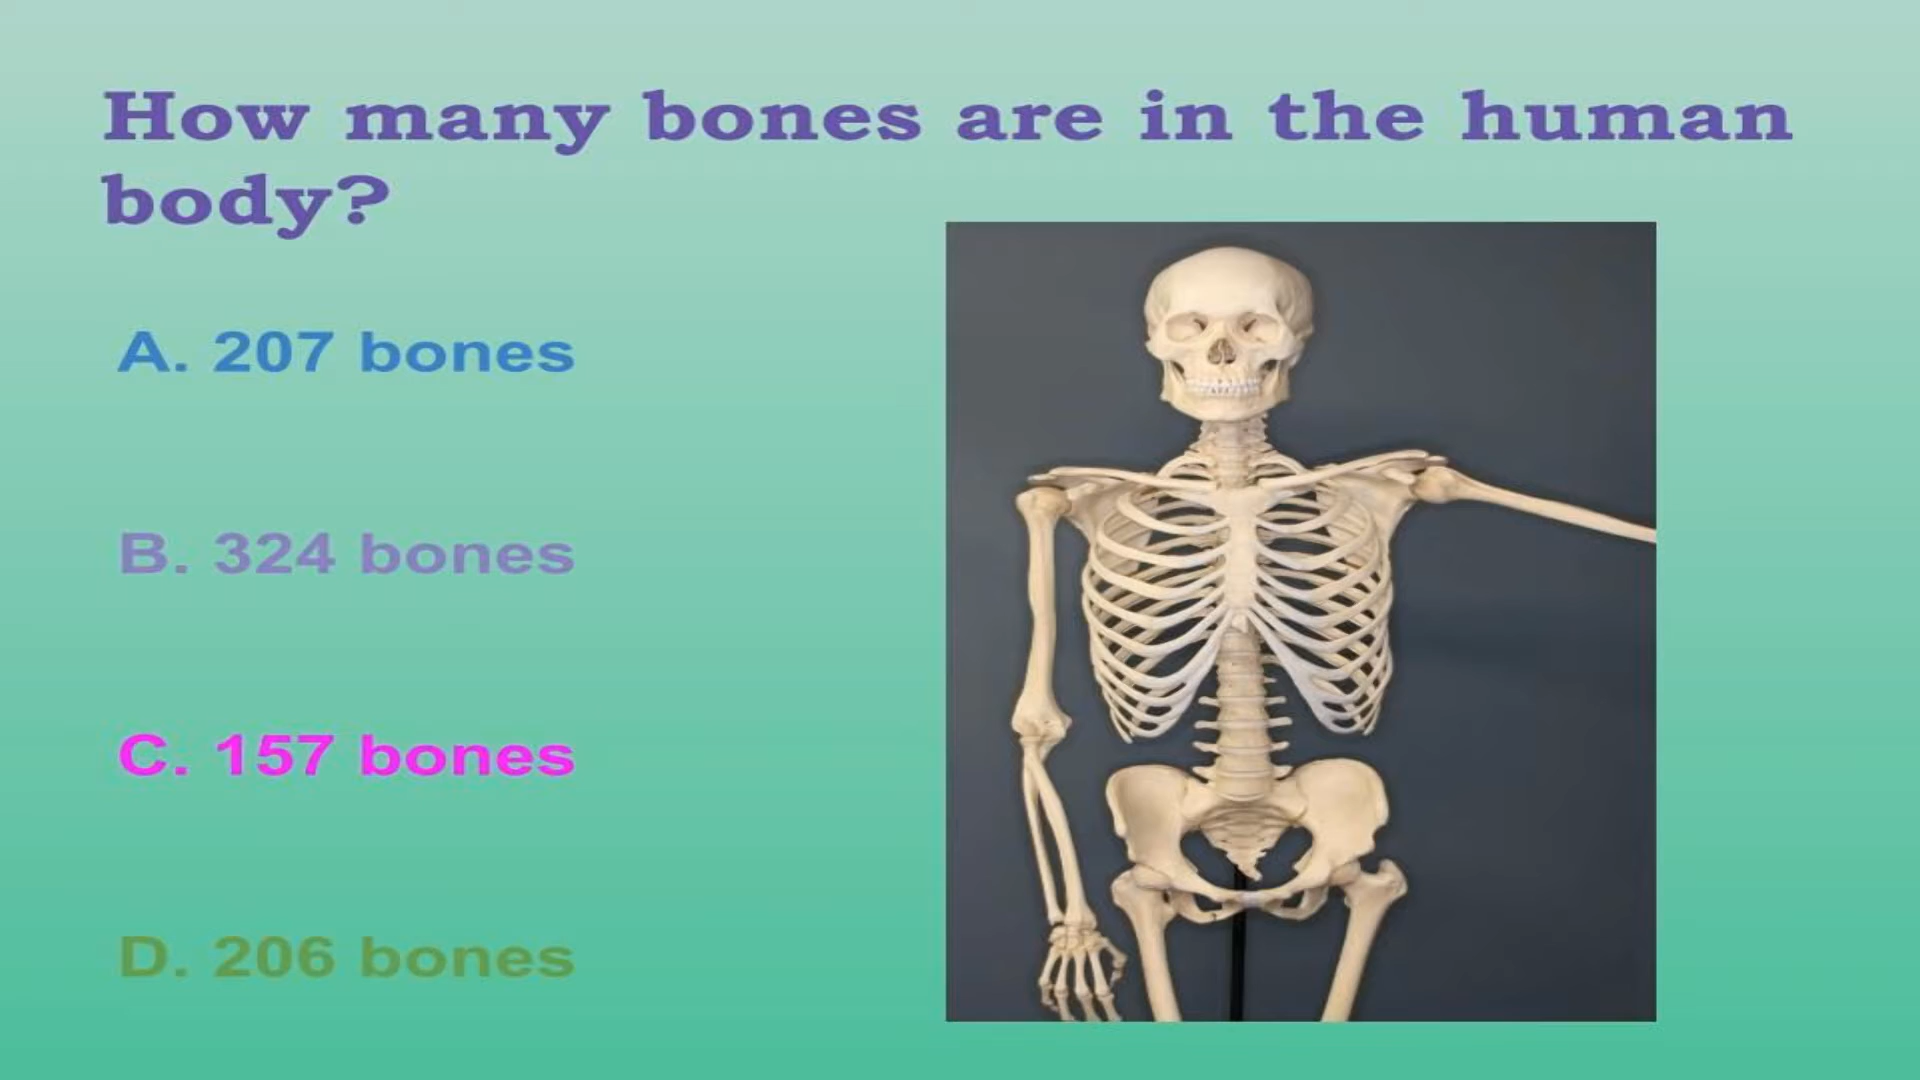 How many bones are in the human
body?
A. 207 bones
B. 324 bones
C. 157 bones
D. 206 bones